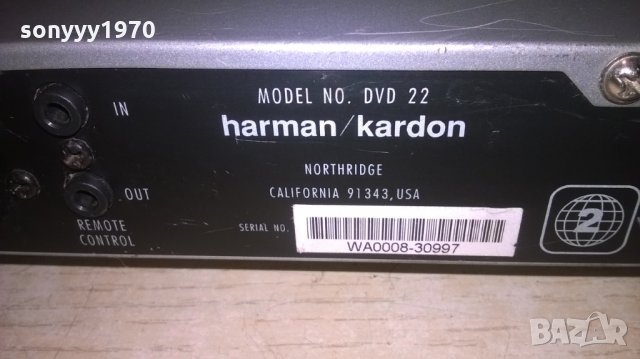 sonyyy1970
MODEL NO. DVD 22
harman/kardon
NORTHRIDGE
CALIFORNIA 91343, USA
SERIAL NO.
WA0008-30997
IN
OUT
REMOTE
CONTROL
2
BAZAR